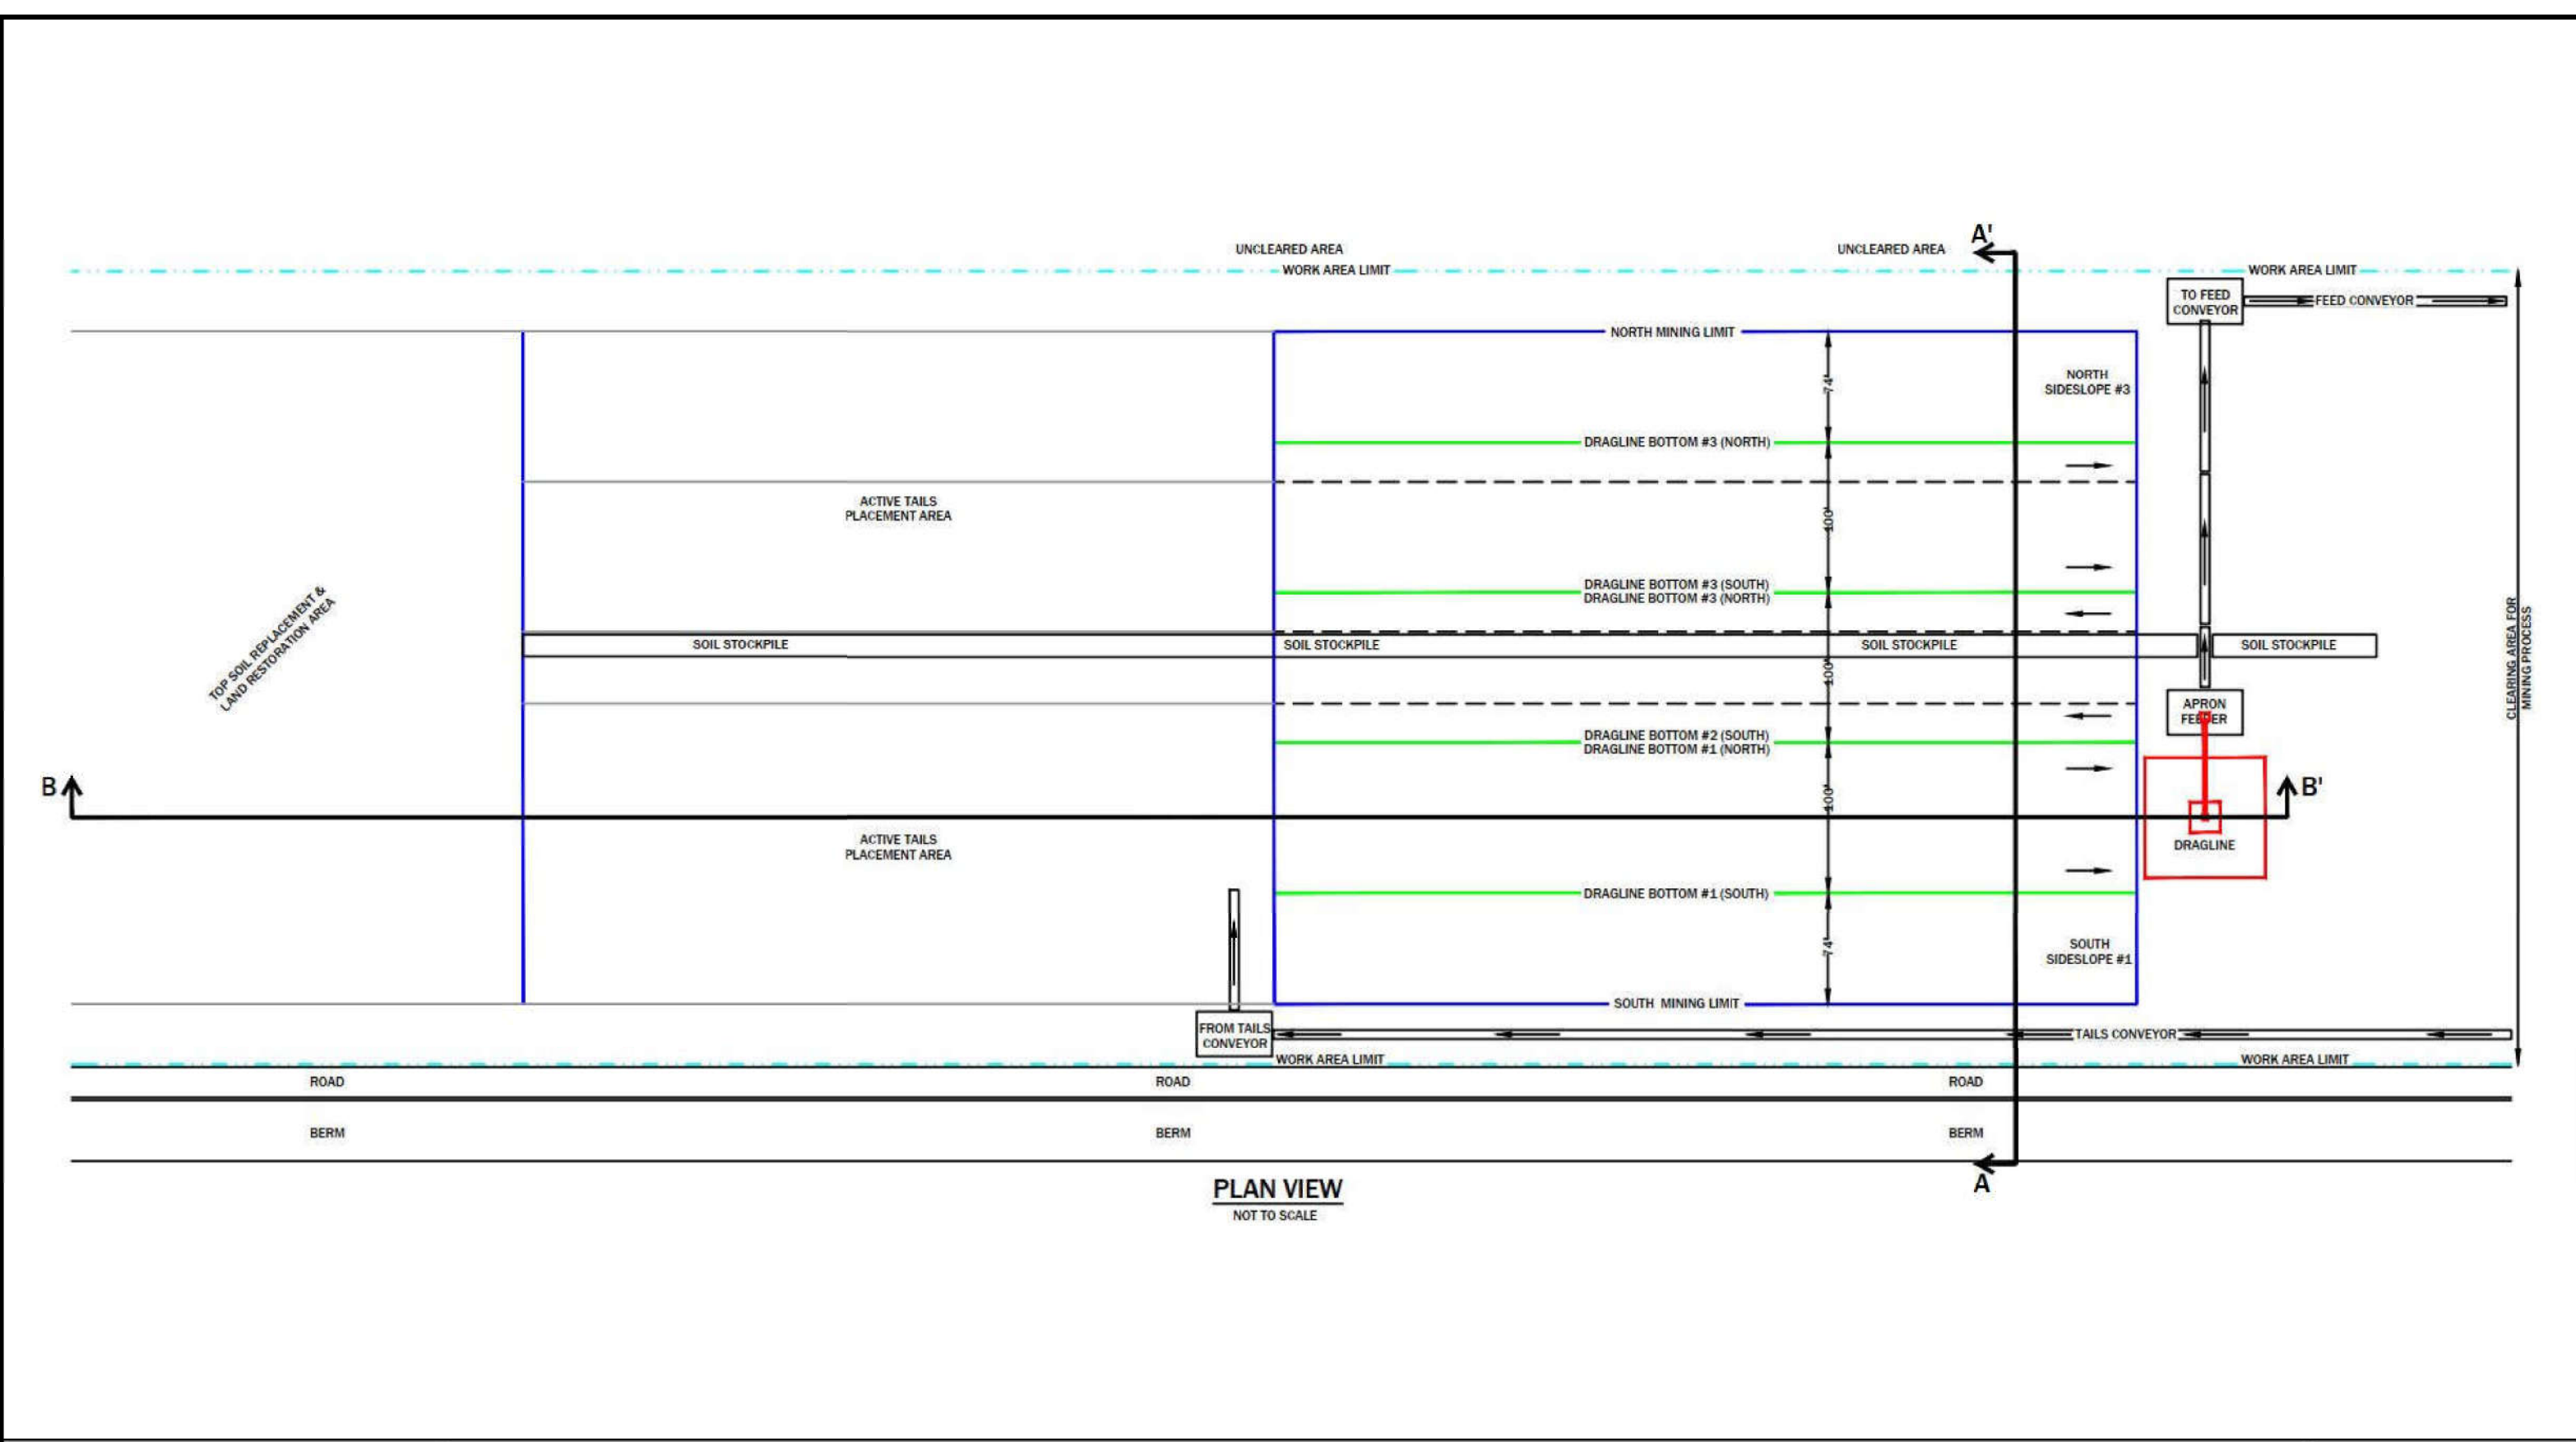 A'
UNCLEARED AREA
UNCLEARED AREA
WORK AREA LIMIT
WORK AREA LIMIT
TO FEED
CONVEYOR
FEED CONVEYOR
NORTH MINING LIMIT
74'
NORTH
SIDESLOPE #3
DRAGLINE BOTTOM #3 (NORTH)
ACTIVE TAILS
PLACEMENT AREA
100'
DRAGLINE BOTTOM #3 (SOUTH)
DRAGLINE BOTTOM #3 (NORTH)
TOP SOIL REPLACEMENT &
LAND RESTORATION AREA
SOIL STOCKPILE
SOIL STOCKPILE
SOIL STOCKPILE
SOIL STOCKPILE
CLEARING AREA FOR
MINING PROCESS
100'
APRON
FEEDER
DRAGLINE BOTTOM #2 (SOUTH)
DRAGLINE BOTTOM #1 (NORTH)
B
B'
100'
ACTIVE TAILS
PLACEMENT AREA
DRAGLINE
DRAGLINE BOTTOM #1 (SOUTH)
74'
SOUTH
SIDESLOPE #1
SOUTH MINING LIMIT
FROM TAILS
CONVEYOR
TAILS CONVEYOR
WORK AREA LIMIT
WORK AREA LIMIT
ROAD
ROAD
ROAD
BERM
BERM
BERM
A
PLAN VIEW
NOT TO SCALE